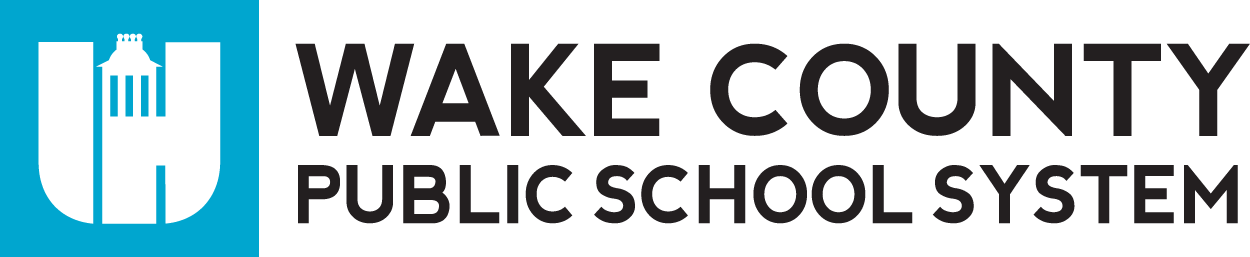 WAKE COUNTY
PUBLIC SCHOOL SYSTEM